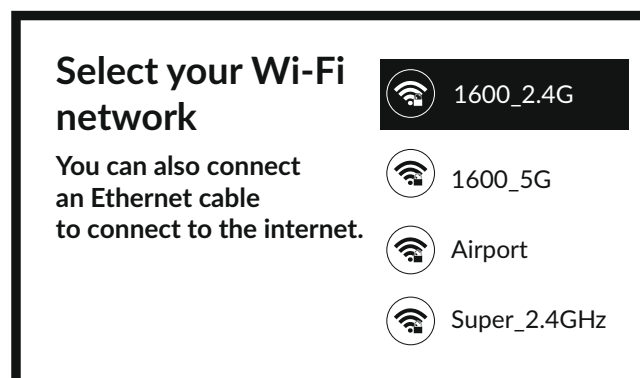 Select your Wi-Fi
network
You can also connect
an Ethernet cable
to connect to the internet.
1600_2.4G
1600_5G
Airport
Super_2.4GHz